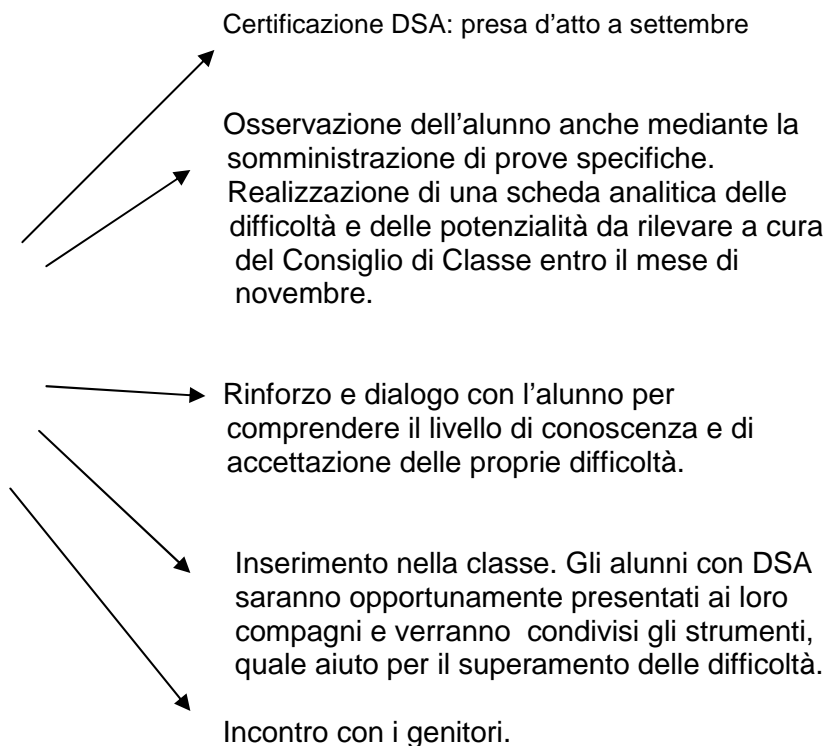 Certificazione DSA: presa d'atto a settembre
Osservazione dell'alunno anche mediante la
somministrazione di prove specifiche.
Realizzazione di una scheda analitica delle
difficoltà e delle potenzialità da rilevare a cura
del Consiglio di Classe entro il mese di
novembre.
Rinforzo e dialogo con l'alunno per
comprendere il livello di conoscenza e di
accettazione delle proprie difficoltà.
Inserimento nella classe. Gli alunni con DSA
saranno opportunamente presentati ai loro
compagni e verranno condivisi gli strumenti,
quale aiuto per il superamento delle difficoltà.
Incontro con i genitori.